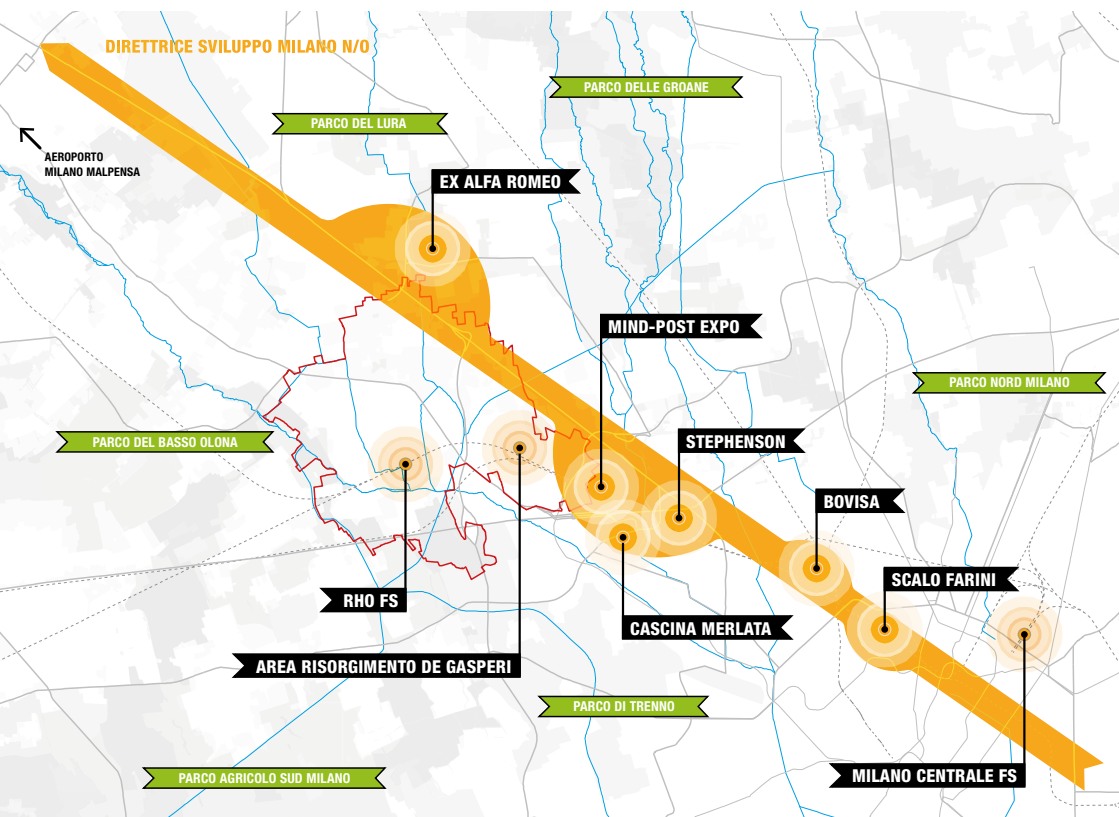 DIRETTRICE SVILUPPO MILANO N/O
PARCO DELLE GROANE
PARCO DEL LURA
AEROPORTO
MILANO MALPENSA
EX ALFA ROMEO
MIND-POST EXPO
PARCO NORD MILANO
PARCO DEL BASSO OLONA
STEPHENSON
BOVISA
SCALO FARINI
RHO FS
CASCINA MERLATA
AREA RISORGIMENTO DE GASPERI
PARCO DI TRENNO
PARCO AGRICOLO SUD MILANO
MILANO CENTRALE FS